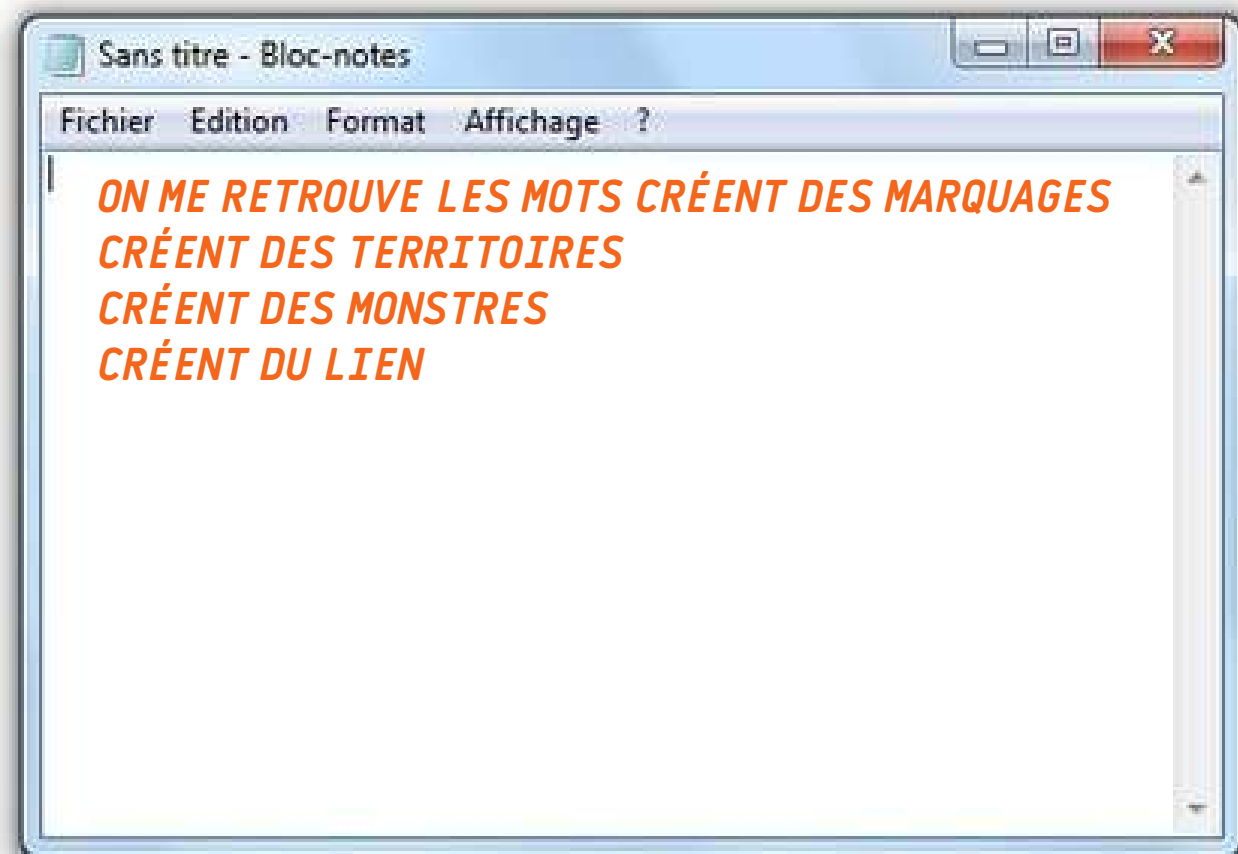 Sans titre - Bloc-notes
Fichier Edition Format Affichage ?
ON ME RETROUVE LES MOTS CRÉENT DES MARQUAGES
CRÉENT DES TERRITOIRES
CRÉENT DES MONSTRES
CRÉENT DU LIEN